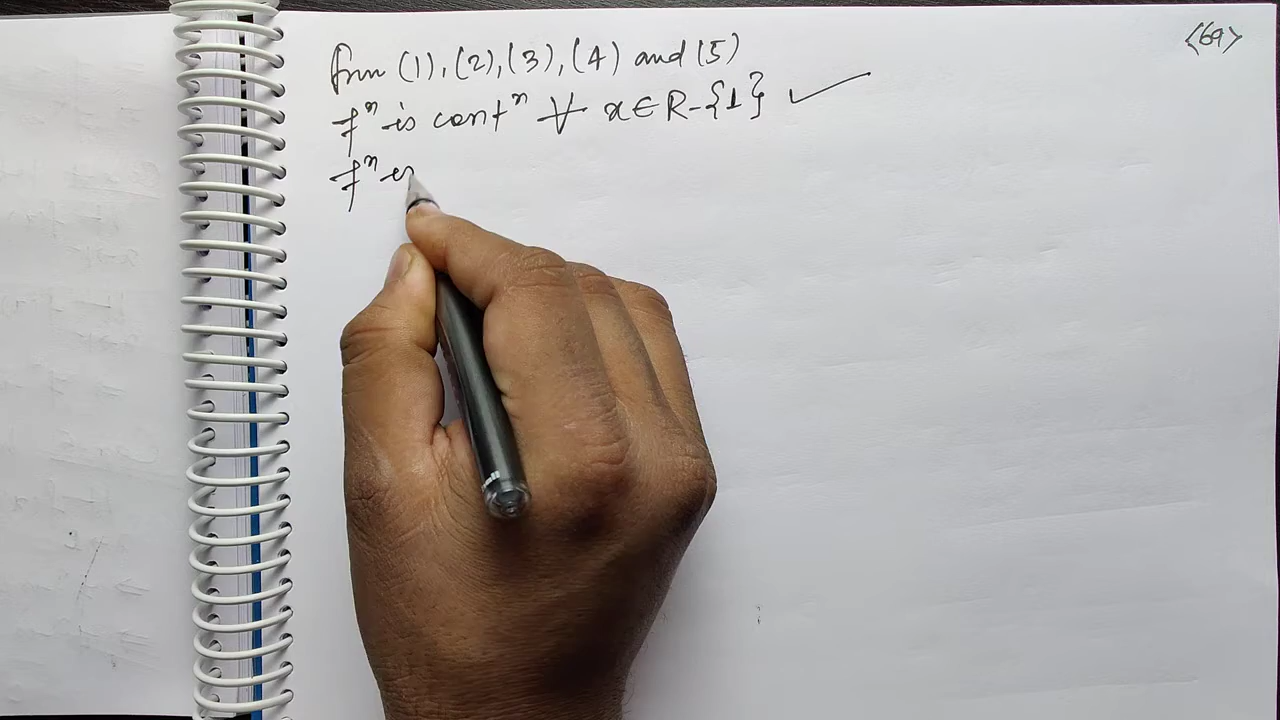 <69>
from (1), (2), (3), (4) and (5)
fⁿ is contⁿ ∀ x ∈ R - {1} ✓
fⁿ is